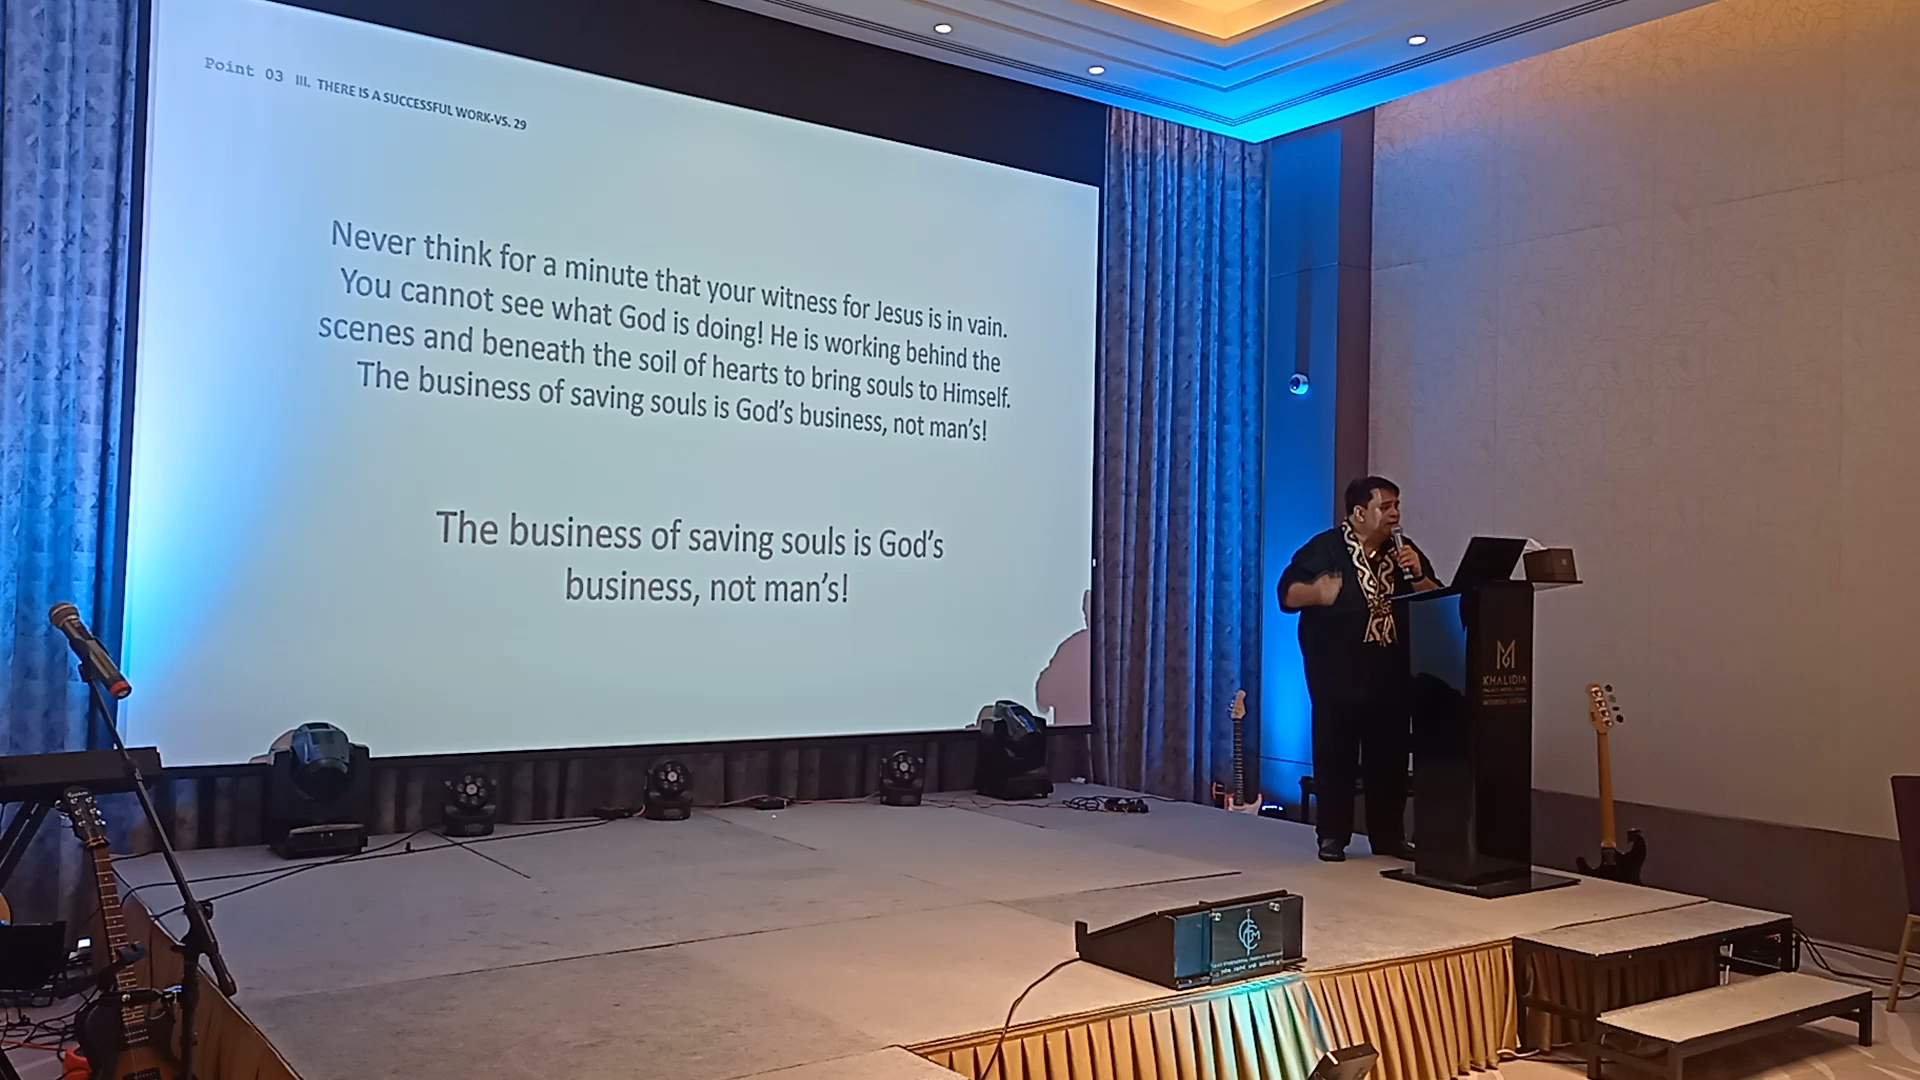 Point 03 III. THERE IS A SUCCESSFUL WORK-VS. 29
Never think for a minute that your witness for Jesus is in vain.
You cannot see what God is doing! He is working behind the
scenes and beneath the soil of hearts to bring souls to Himself.
The business of saving souls is God's business, not man's!
The business of saving souls is God's
business, not man's!
KHALIDIA